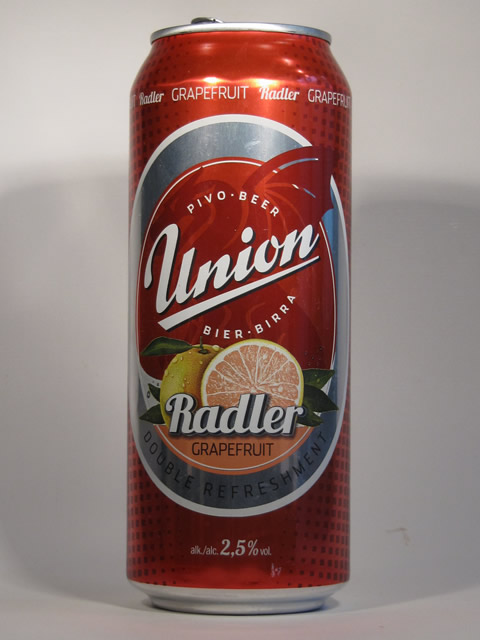 Radler GRAPEFRUIT Radler GRAPEFRUIT
PIVO·BEER
Union
BIER·BIRRA
Radler
GRAPEFRUIT
DOUBLE REFRESHMENT
alk./alc. 2,5% vol.